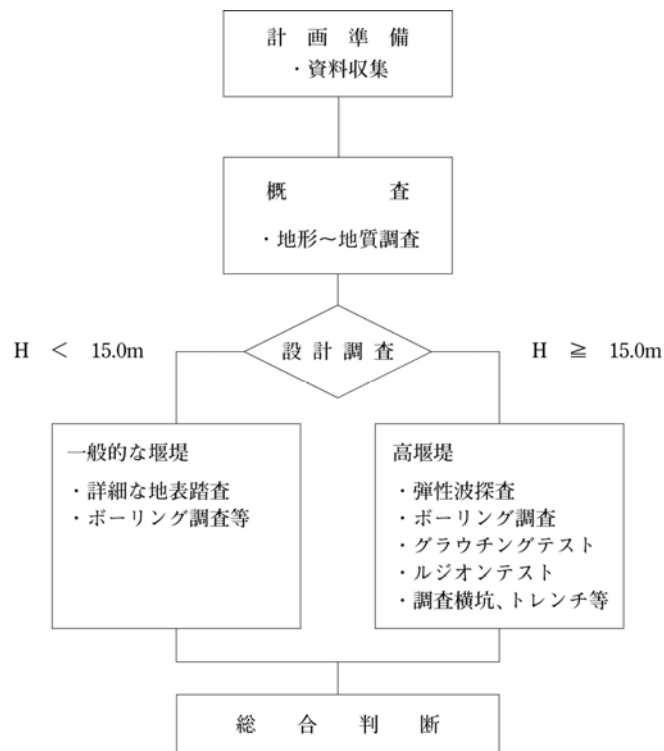 計画準備
・資料収集
概査
・地形～地質調査
設計調査
H ＜ 15.0m
H ≧ 15.0m
一般的な堰堤
・詳細な地表踏査
・ボーリング調査等
高堰堤
・弾性波探査
・ボーリング調査
・グラウチングテスト
・ルジオンテスト
・調査横坑、トレンチ等
総合判断